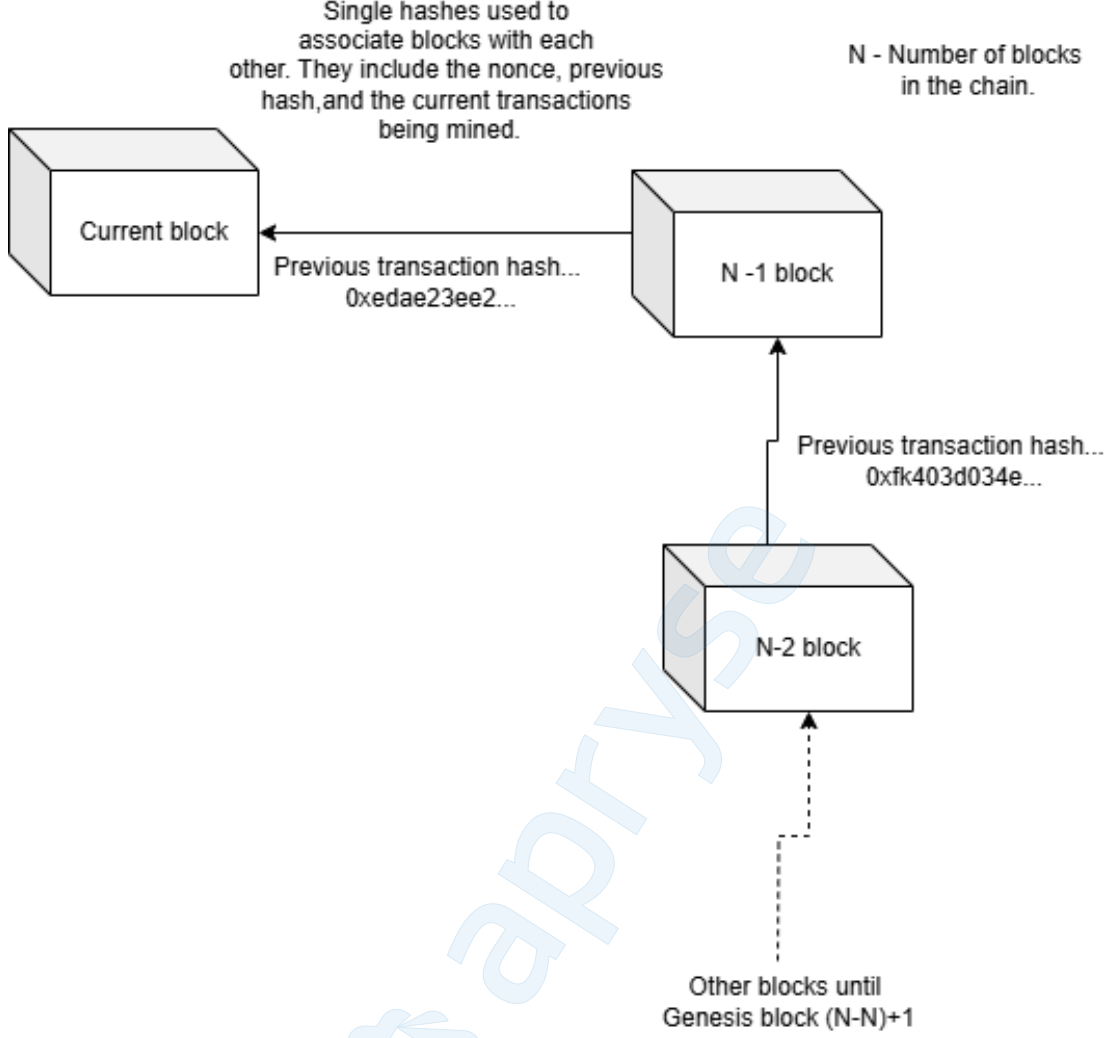 Single hashes used to
associate blocks with each
other. They include the nonce, previous
hash,and the current transactions
being mined.
N - Number of blocks
in the chain.
Current block
Previous transaction hash...
0xedae23ee2...
N -1 block
Previous transaction hash...
0xfk403d034e...
N-2 block
Other blocks until
Genesis block (N-N)+1
apryse